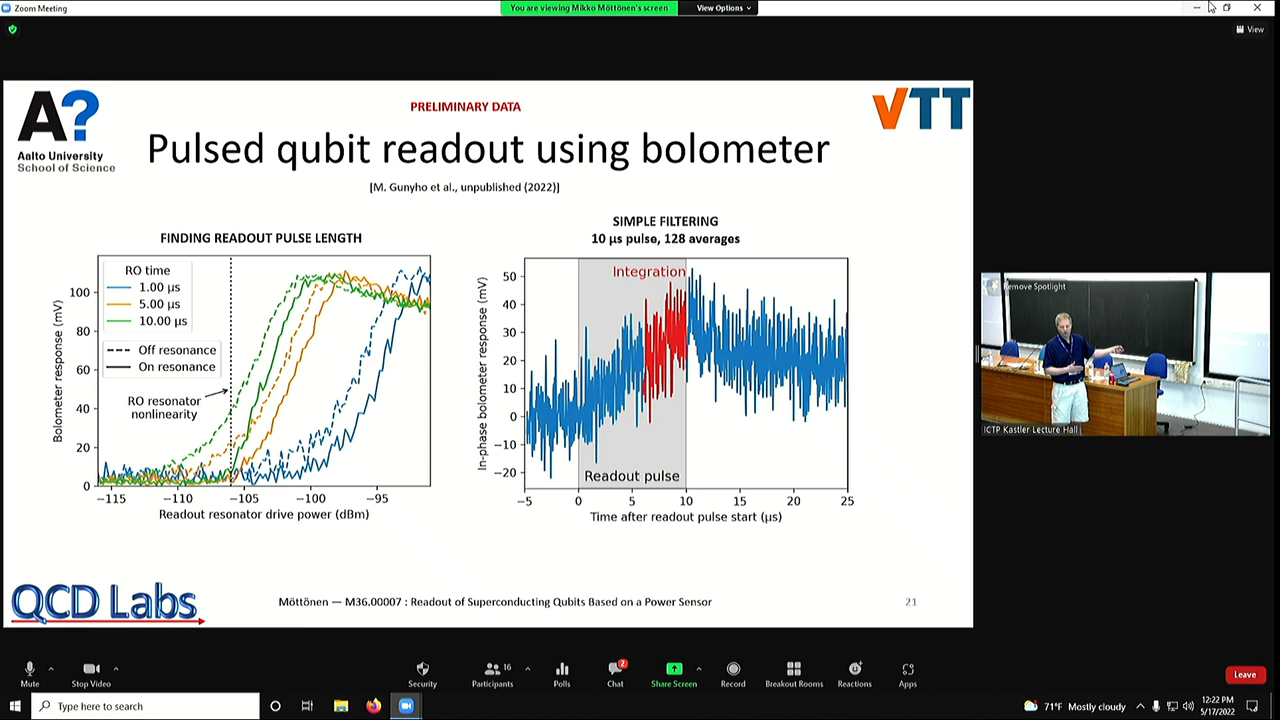 Zoom Meeting
You are viewing Mikko Möttönen's screen
View Options
View
A?
Aalto University
School of Science
PRELIMINARY DATA
VTT
Pulsed qubit readout using bolometer
[M. Gunyho et al., unpublished (2022)]
FINDING READOUT PULSE LENGTH
RO time
1.00 µs
5.00 µs
10.00 µs
Off resonance
On resonance
RO resonator
nonlinearity
Bolometer response (mV)
100
80
60
40
20
0
−115 −110 −105 −100 −95
Readout resonator drive power (dBm)
SIMPLE FILTERING
10 µs pulse, 128 averages
Integration
Readout pulse
In-phase bolometer response (mV)
50
40
30
20
10
0
−10
−20
−5 0 5 10 15 20 25
Time after readout pulse start (µs)
QCD Labs
Möttönen — M36.00007 : Readout of Superconducting Qubits Based on a Power Sensor
21
Remove Spotlight
ICTP Kastler Lecture Hall
Mute
Stop Video
Security
16
Participants
Polls
2
Chat
Share Screen
Record
Breakout Rooms
Reactions
Apps
Leave
Type here to search
71°F Mostly cloudy
12:22 PM
5/17/2022